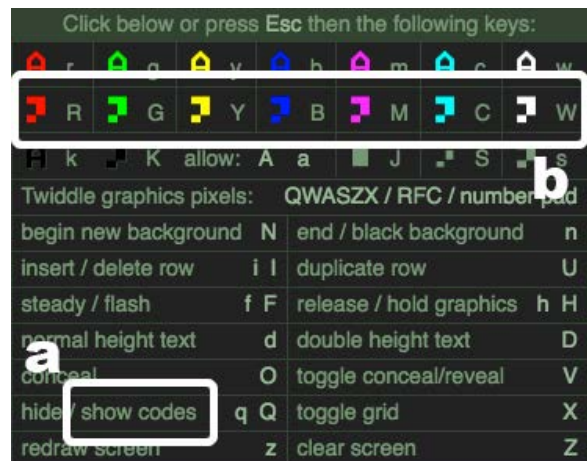 Click below or press Esc then the following keys:
r g y b m c w
R G Y B M C W
k K allow: A a J S s
b
Twiddle graphics pixels: QWASZX / RFC / number pad
begin new background N end / black background n
insert / delete row i I duplicate row U
steady / flash f F release / hold graphics h H
normal height text d double height text D
a
conceal O toggle conceal/reveal V
hide / show codes q Q toggle grid X
redraw screen z clear screen Z